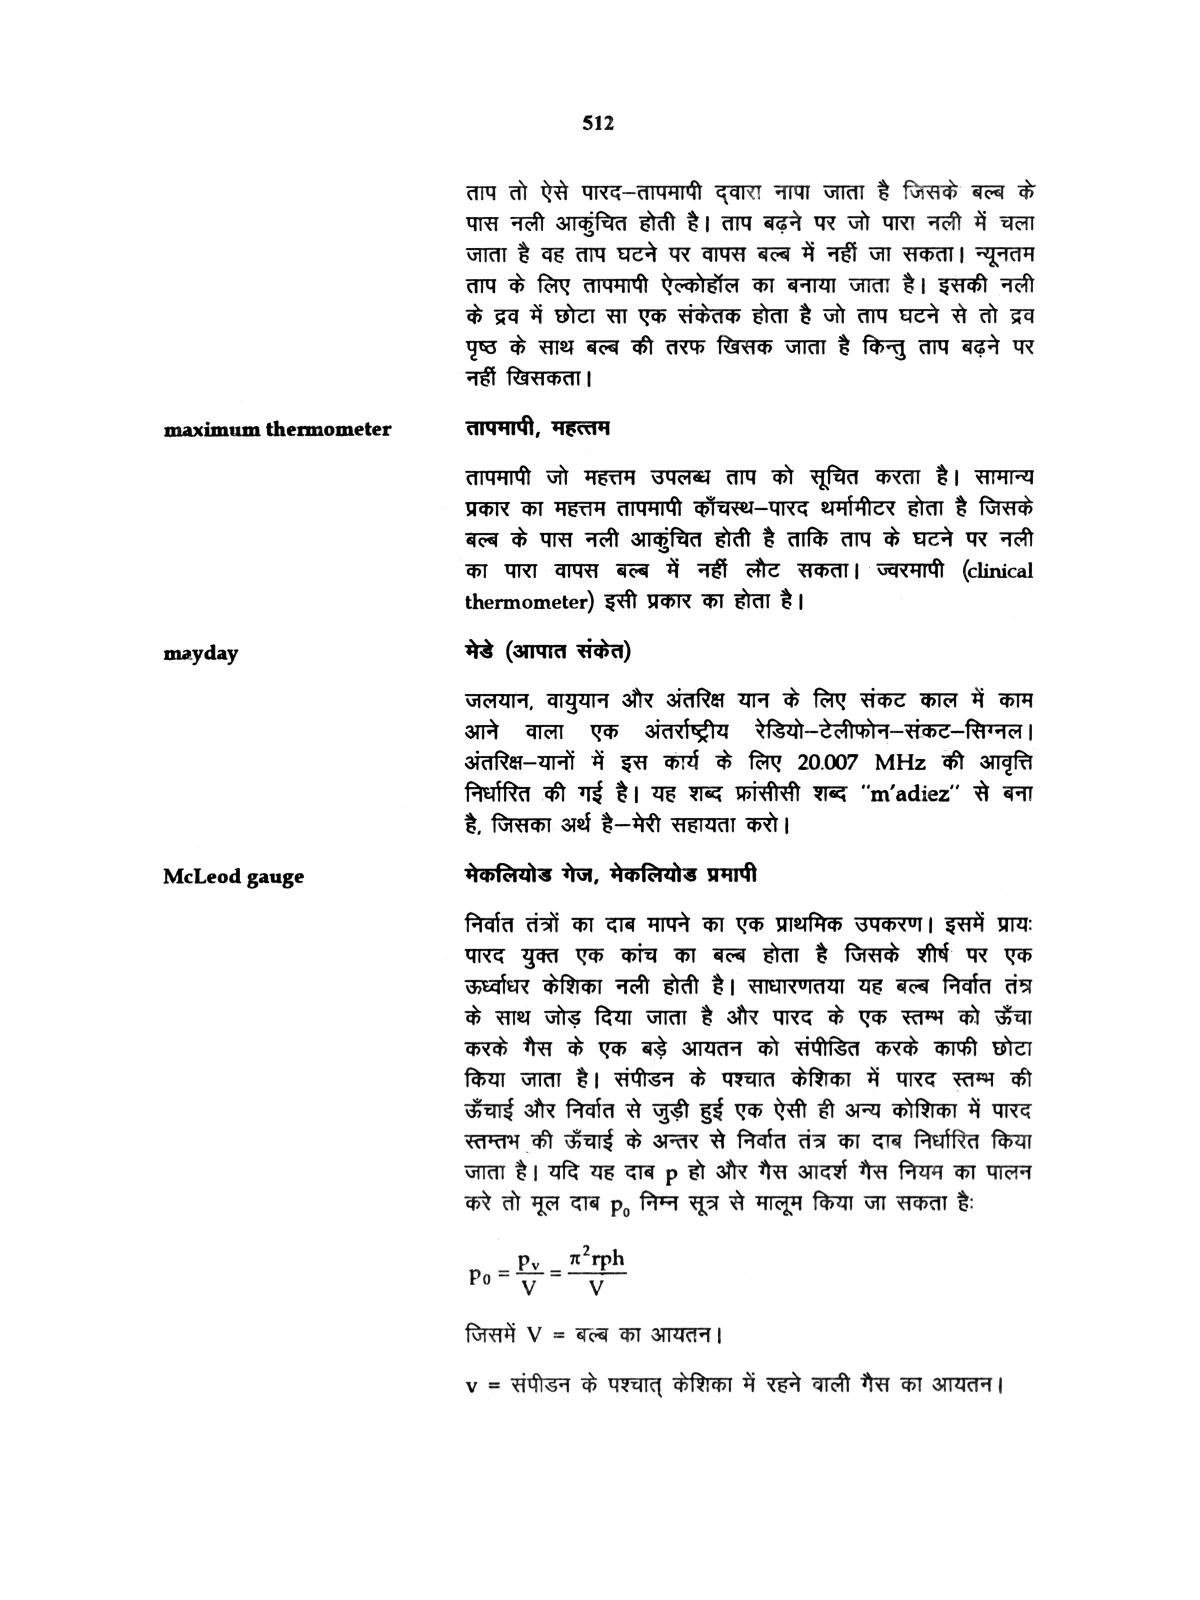 512
ताप तो ऐसे पारद–तापमापी द्वारा नापा जाता है जिसके बल्ब के
पास नली आकुंचित होती है। ताप बढ़ने पर जो पारा नली में चला
जाता है वह ताप घटने पर वापस बल्ब में नहीं जा सकता। न्यूनतम
ताप के लिए तापमापी ऐल्कोहॉल का बनाया जाता है। इसकी नली
के द्रव में छोटा सा एक संकेतक होता है जो ताप घटने से तो द्रव
पृष्ठ के साथ बल्ब की तरफ खिसक जाता है किन्तु ताप बढ़ने पर
नहीं खिसकता।
maximum thermometer तापमापी, महत्तम
तापमापी जो महत्तम उपलब्ध ताप को सूचित करता है। सामान्य
प्रकार का महत्तम तापमापी काँचस्थ–पारद थर्मामीटर होता है जिसके
बल्ब के पास नली आकुंचित होती है ताकि ताप के घटने पर नली
का पारा वापस बल्ब में नहीं लौट सकता। ज्वरमापी (clinical
thermometer) इसी प्रकार का होता है।
mayday मेडे (आपात संकेत)
जलयान, वायुयान और अंतरिक्ष यान के लिए संकट काल में काम
आने वाला एक अंतर्राष्ट्रीय रेडियो–टेलीफोन–संकट–सिग्नल।
अंतरिक्ष–यानों में इस कार्य के लिए 20.007 MHz की आवृत्ति
निर्धारित की गई है। यह शब्द फ्रांसीसी शब्द "m'adiez" से बना
है, जिसका अर्थ है–मेरी सहायता करो।
McLeod gauge मेकलियोड गेज, मेकलियोड प्रमापी
निर्वात तंत्रों का दाब मापने का एक प्राथमिक उपकरण। इसमें प्रायः
पारद युक्त एक कांच का बल्ब होता है जिसके शीर्ष पर एक
ऊर्ध्वाधर केशिका नली होती है। साधारणतया यह बल्ब निर्वात तंत्र
के साथ जोड़ दिया जाता है और पारद के एक स्तम्भ को ऊँचा
करके गैस के एक बड़े आयतन को संपीडित करके काफी छोटा
किया जाता है। संपीडन के पश्चात केशिका में पारद स्तम्भ की
ऊँचाई और निर्वात से जुड़ी हुई एक ऐसी ही अन्य कोशिका में पारद
स्तम्तभ की ऊँचाई के अन्तर से निर्वात तंत्र का दाब निर्धारित किया
जाता है। यदि यह दाब p हो और गैस आदर्श गैस नियम का पालन
करे तो मूल दाब p₀ निम्न सूत्र से मालूम किया जा सकता हैः
p₀ = pᵥ/V = π²rph/V
जिसमें V = बल्ब का आयतन।
v = संपीडन के पश्चात् केशिका में रहने वाली गैस का आयतन।